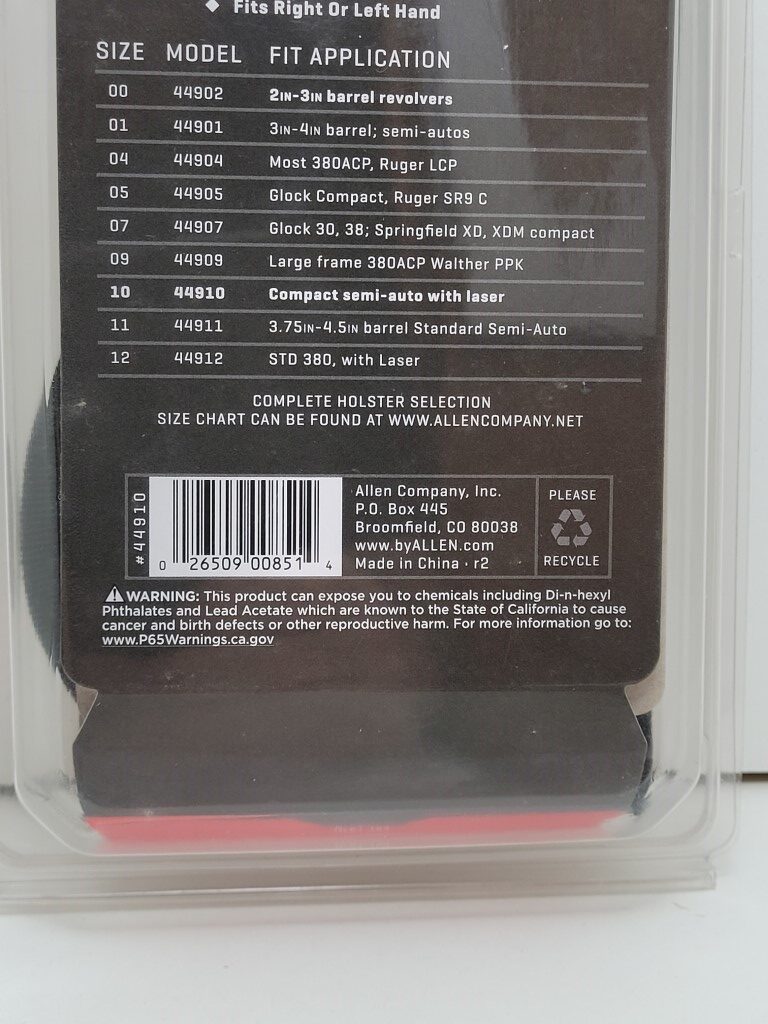 ◆ Fits Right Or Left Hand
SIZE MODEL FIT APPLICATION
00 44902 2IN-3IN barrel revolvers
01 44901 3IN-4IN barrel; semi-autos
04 44904 Most 380ACP, Ruger LCP
05 44905 Glock Compact, Ruger SR9 C
07 44907 Glock 30, 38; Springfield XD, XDM compact
09 44909 Large frame 380ACP Walther PPK
10 44910 Compact semi-auto with laser
11 44911 3.75IN-4.5IN barrel Standard Semi-Auto
12 44912 STD 380, with Laser
COMPLETE HOLSTER SELECTION
SIZE CHART CAN BE FOUND AT WWW.ALLENCOMPANY.NET
#44910
0 26509 00851 4
Allen Company, Inc.
P.O. Box 445
Broomfield, CO 80038
www.byALLEN.com
Made in China · r2
PLEASE
RECYCLE
WARNING: This product can expose you to chemicals including Di-n-hexyl
Phthalates and Lead Acetate which are known to the State of California to cause
cancer and birth defects or other reproductive harm. For more information go to:
www.P65Warnings.ca.gov